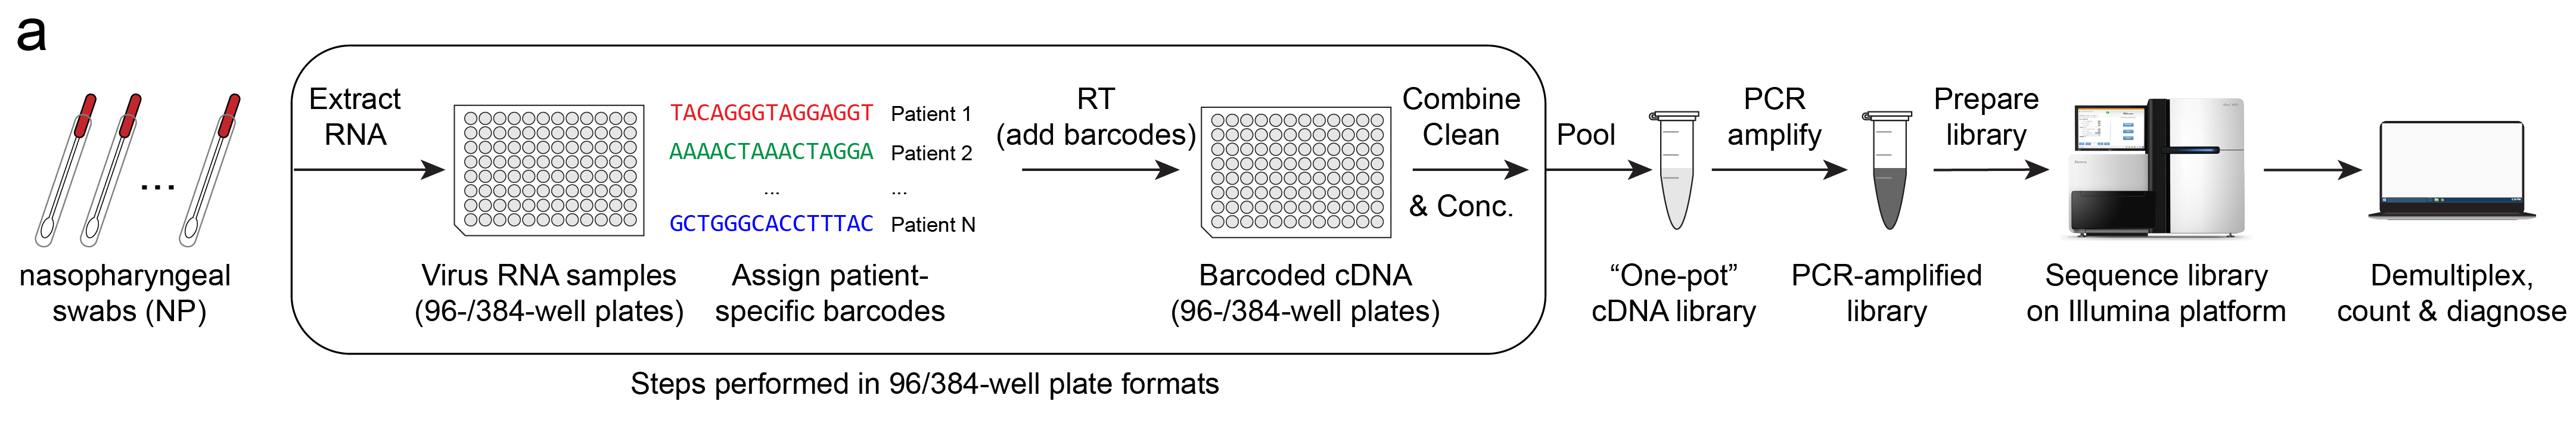 a
nasopharyngeal
swabs (NP)
...
Extract
RNA
Virus RNA samples
(96-/384-well plates)
TACAGGGTAGGAGGT Patient 1
AAAACTAAACTAGGA Patient 2
... ...
GCTGGGCACCTTTAC Patient N
Assign patient-
specific barcodes
RT
(add barcodes)
Barcoded cDNA
(96-/384-well plates)
Combine
Clean
& Conc.
Steps performed in 96/384-well plate formats
Pool
“One-pot”
cDNA library
PCR
amplify
PCR-amplified
library
Prepare
library
Sequence library
on Illumina platform
Demultiplex,
count & diagnose